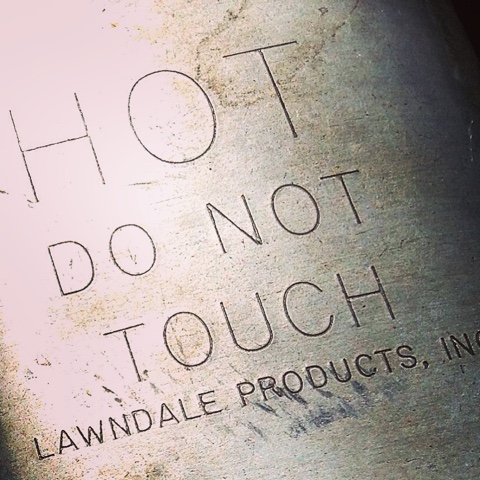 HOT
DO NOT
TOUCH
LAWNDALE PRODUCTS, INC